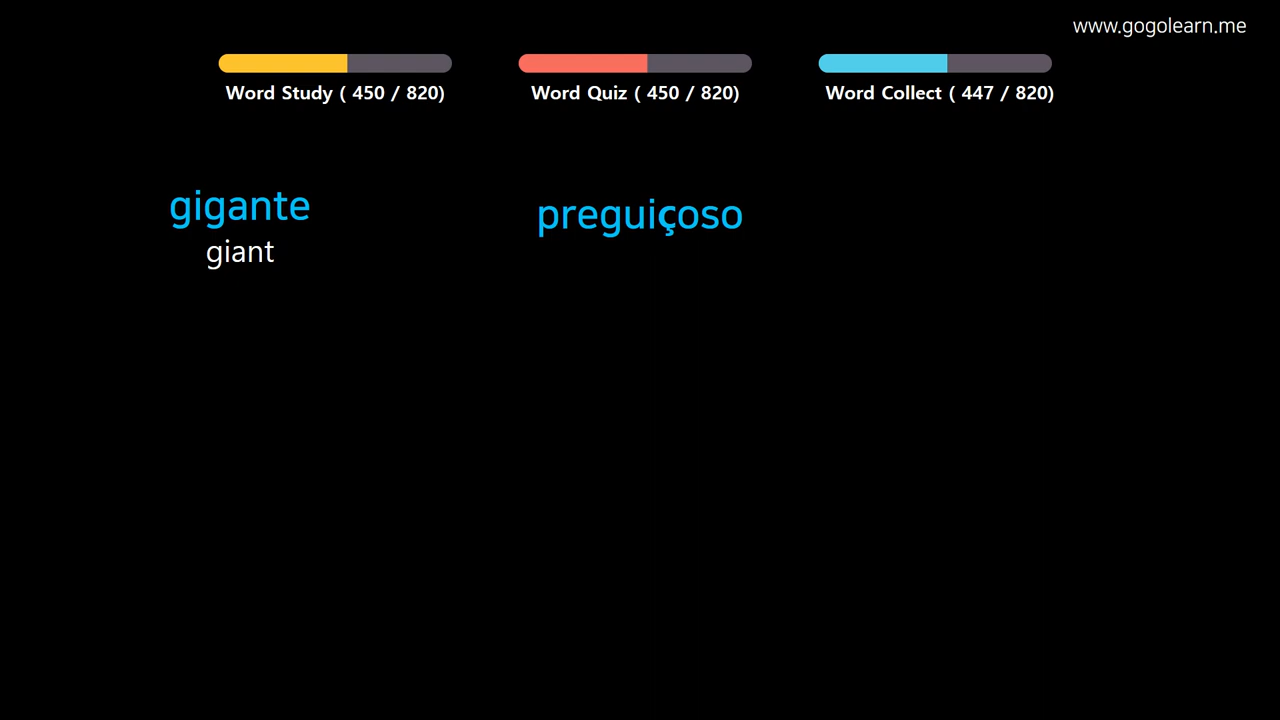 www.gogolearn.me
Word Study ( 450 / 820)
Word Quiz ( 450 / 820)
Word Collect ( 447 / 820)
gigante
giant
preguiçoso